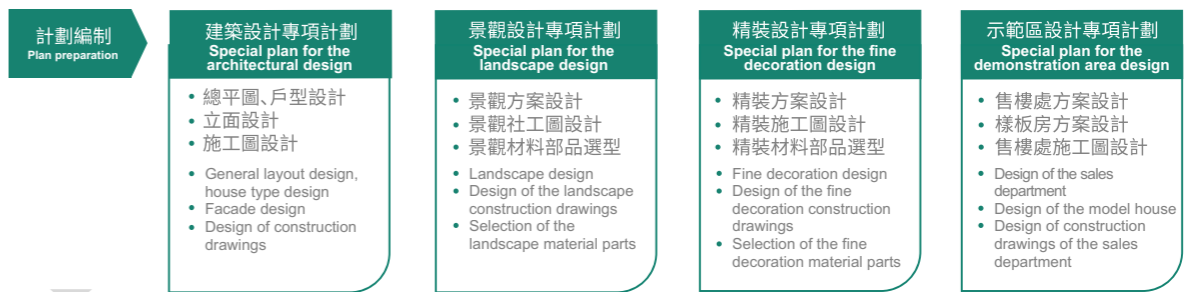 計劃編制
Plan preparation
建築設計專項計劃
Special plan for the
architectural design
• 總平圖、戶型設計
• 立面設計
• 施工圖設計
• General layout design,
house type design
• Facade design
• Design of construction
drawings
景觀設計專項計劃
Special plan for the
landscape design
• 景觀方案設計
• 景觀社工圖設計
• 景觀材料部品選型
• Landscape design
• Design of the landscape
construction drawings
• Selection of the
landscape material parts
精裝設計專項計劃
Special plan for the fine
decoration design
• 精裝方案設計
• 精裝施工圖設計
• 精裝材料部品選型
• Fine decoration design
• Design of the fine
decoration construction
drawings
• Selection of the fine
decoration material parts
示範區設計專項計劃
Special plan for the
demonstration area design
• 售樓處方案設計
• 樣板房方案設計
• 售樓處施工圖設計
• Design of the sales
department
• Design of the model house
• Design of construction
drawings of the sales
department